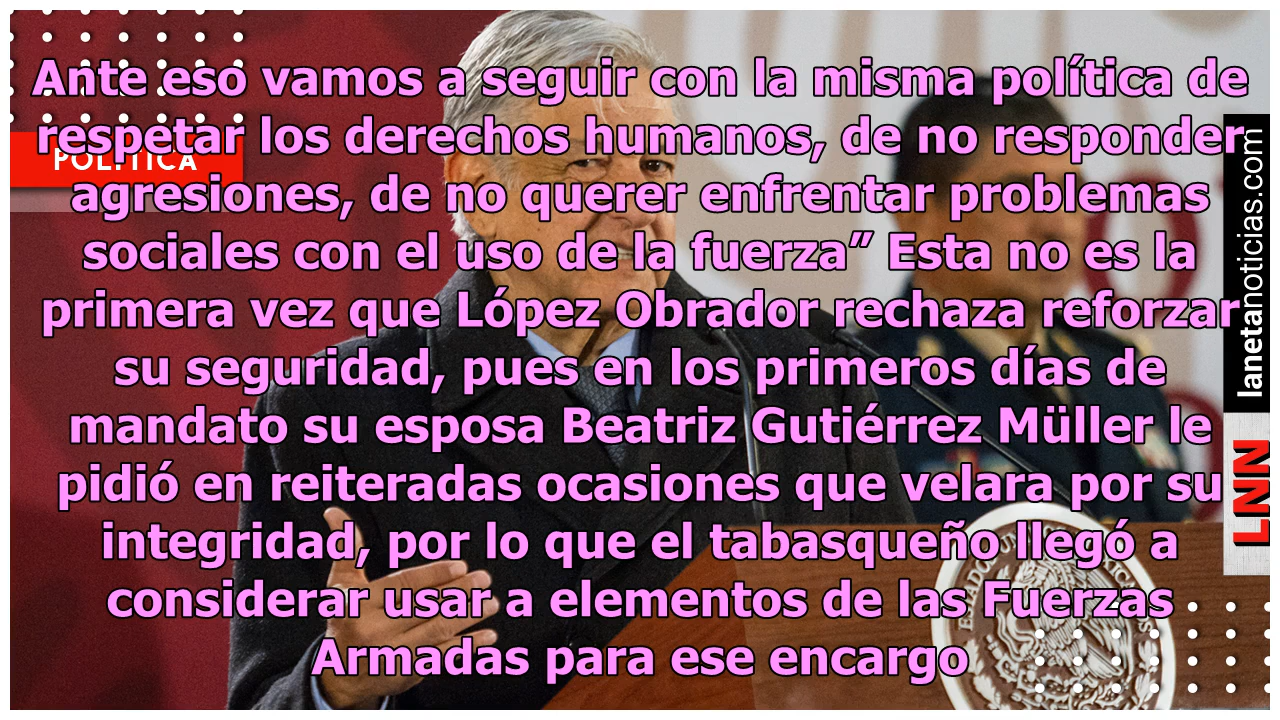 Ante eso vamos a seguir con la misma política de
respetar los derechos humanos, de no responder
POLÍTICA
agresiones, de no querer enfrentar problemas
sociales con el uso de la fuerza” Esta no es la
primera vez que López Obrador rechaza reforzar
su seguridad, pues en los primeros días de
mandato su esposa Beatriz Gutiérrez Müller le
pidió en reiteradas ocasiones que velara por su
integridad, por lo que el tabasqueño llegó a
considerar usar a elementos de las Fuerzas
Armadas para ese encargo
lanetanoticias.com
LNN